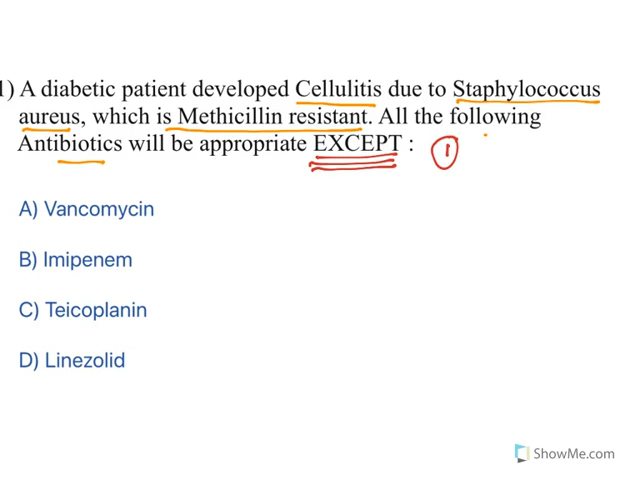 1) A diabetic patient developed Cellulitis due to Staphylococcus
aureus, which is Methicillin resistant. All the following
Antibiotics will be appropriate EXCEPT : 1
A) Vancomycin
B) Imipenem
C) Teicoplanin
D) Linezolid
ShowMe.com